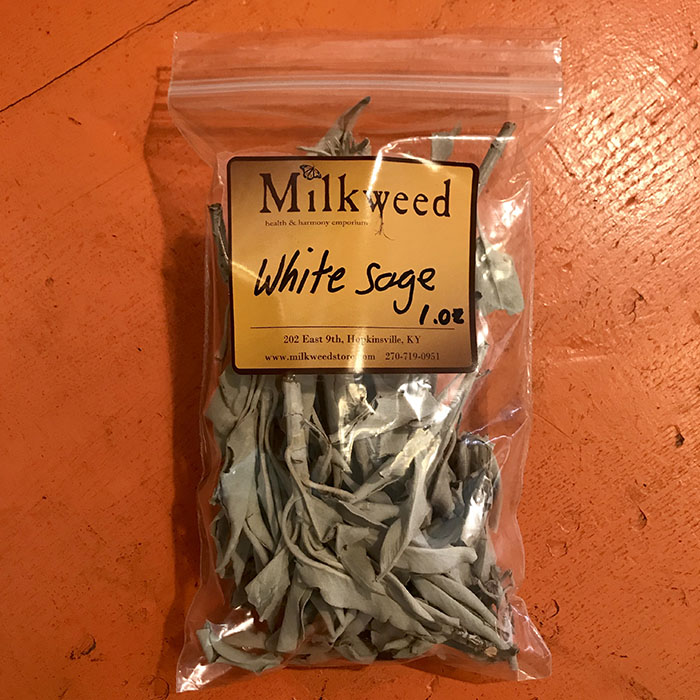 Milkweed
health & harmony emporium
White Sage
1.oz
202 East 9th, Hopkinsville, KY
www.milkweedstore.com 270-719-0951